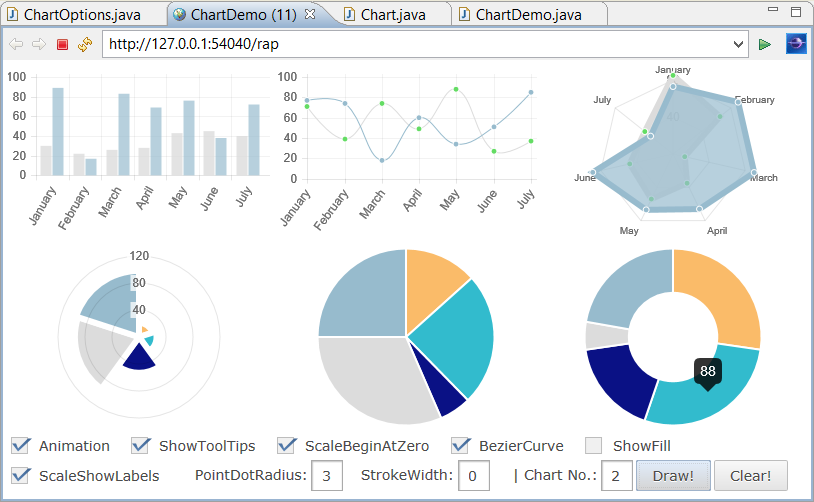 ChartOptions.java ChartDemo (11) Chart.java ChartDemo.java
http://127.0.0.1:54040/rap
100
80
60
40
20
0
January February March April May June July
100
80
60
40
20
0
January February March April May June July
January
February
March
April
May
June
July
120
80
40
88
Animation ShowToolTips ScaleBeginAtZero BezierCurve ShowFill
ScaleShowLabels PointDotRadius: 3 StrokeWidth: 0 | Chart No.: 2 Draw! Clear!